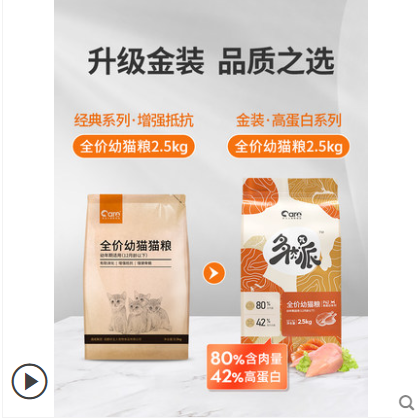 升级金装 品质之选
经典系列·增强抵抗
全价幼猫粮2.5kg
金装·高蛋白系列
全价幼猫粮2.5kg
Care
全价幼猫猫粮
Care
多优派
80%
42%
全价幼猫粮
2.5kg
80%含肉量
42%高蛋白